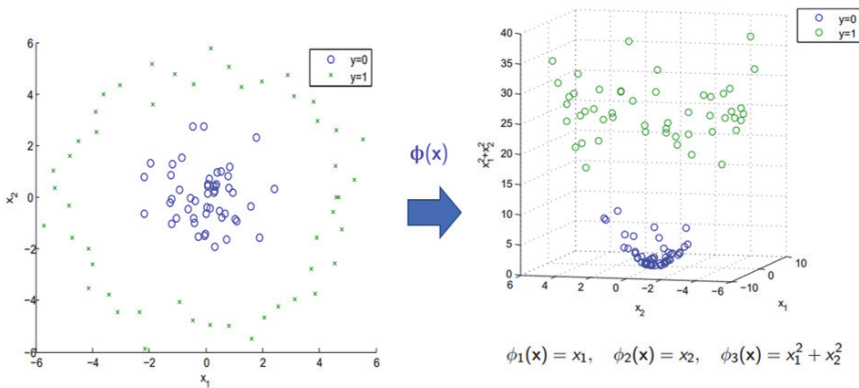 6
4
2
0
−2
−4
−6
x2
−6 −4 −2 0 2 4 6
x1
y=0
y=1
ϕ(x)
40
35
30
25
20
15
10
5
0
x₁²+x₂²
6 4 2 0 −2 −4 −6
x2
−10 0 10
x1
y=0
y=1
ϕ1(x) = x1, ϕ2(x) = x2, ϕ3(x) = x₁² + x₂²